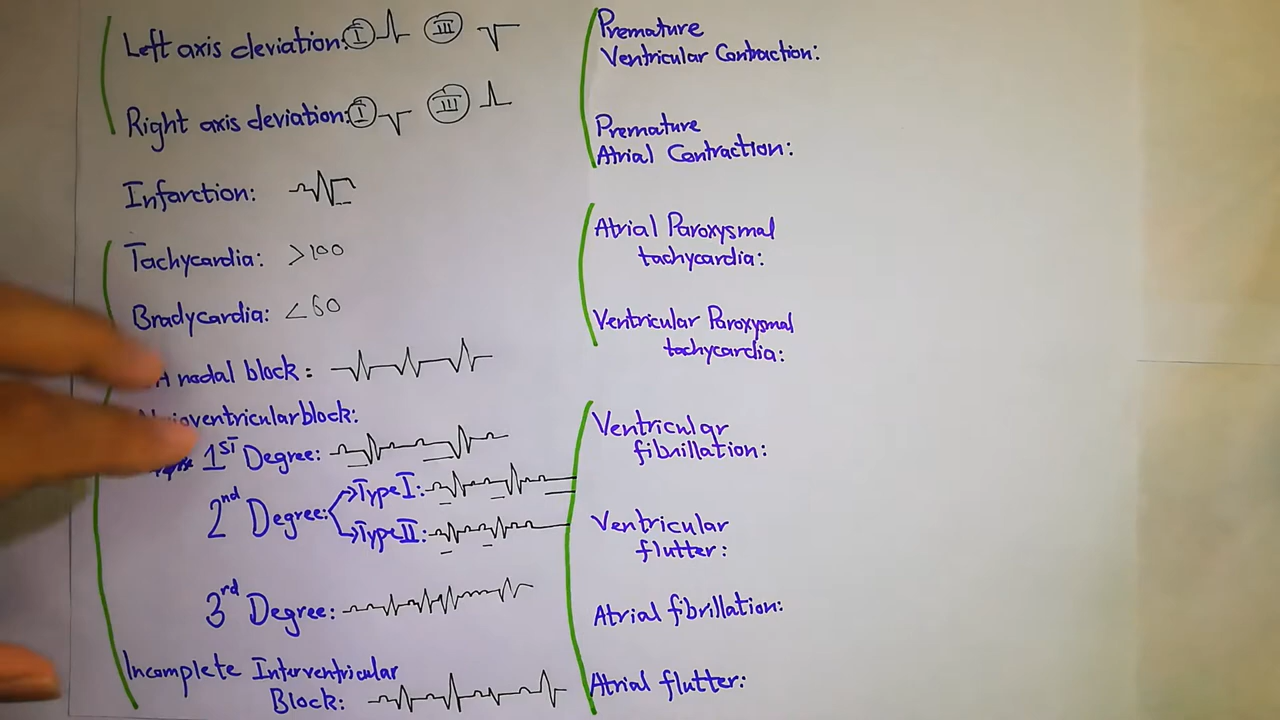 Left axis deviation: I III
Right axis deviation: I III
Infarction:
Tachycardia: >100
Bradycardia: <60
A nodal block:
ioventricular block:
1ST Degree:
2nd Degree:
Type I:
Type II:
3rd Degree:
Incomplete Interventricular
Block:
Premature
Ventricular Contraction:
Premature
Atrial Contraction:
Atrial Paroxysmal
tachycardia:
Ventricular Paroxysmal
tachycardia:
Ventricular
fibrillation:
Ventricular
flutter:
Atrial fibrillation:
Atrial flutter: